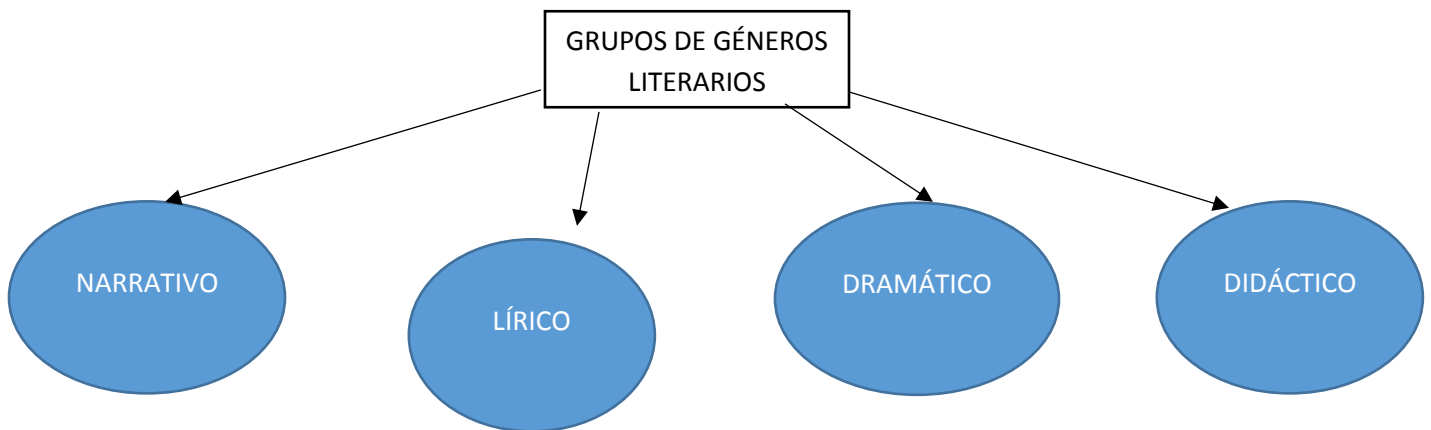 GRUPOS DE GÉNEROS
LITERARIOS
NARRATIVO
LÍRICO
DRAMÁTICO
DIDÁCTICO